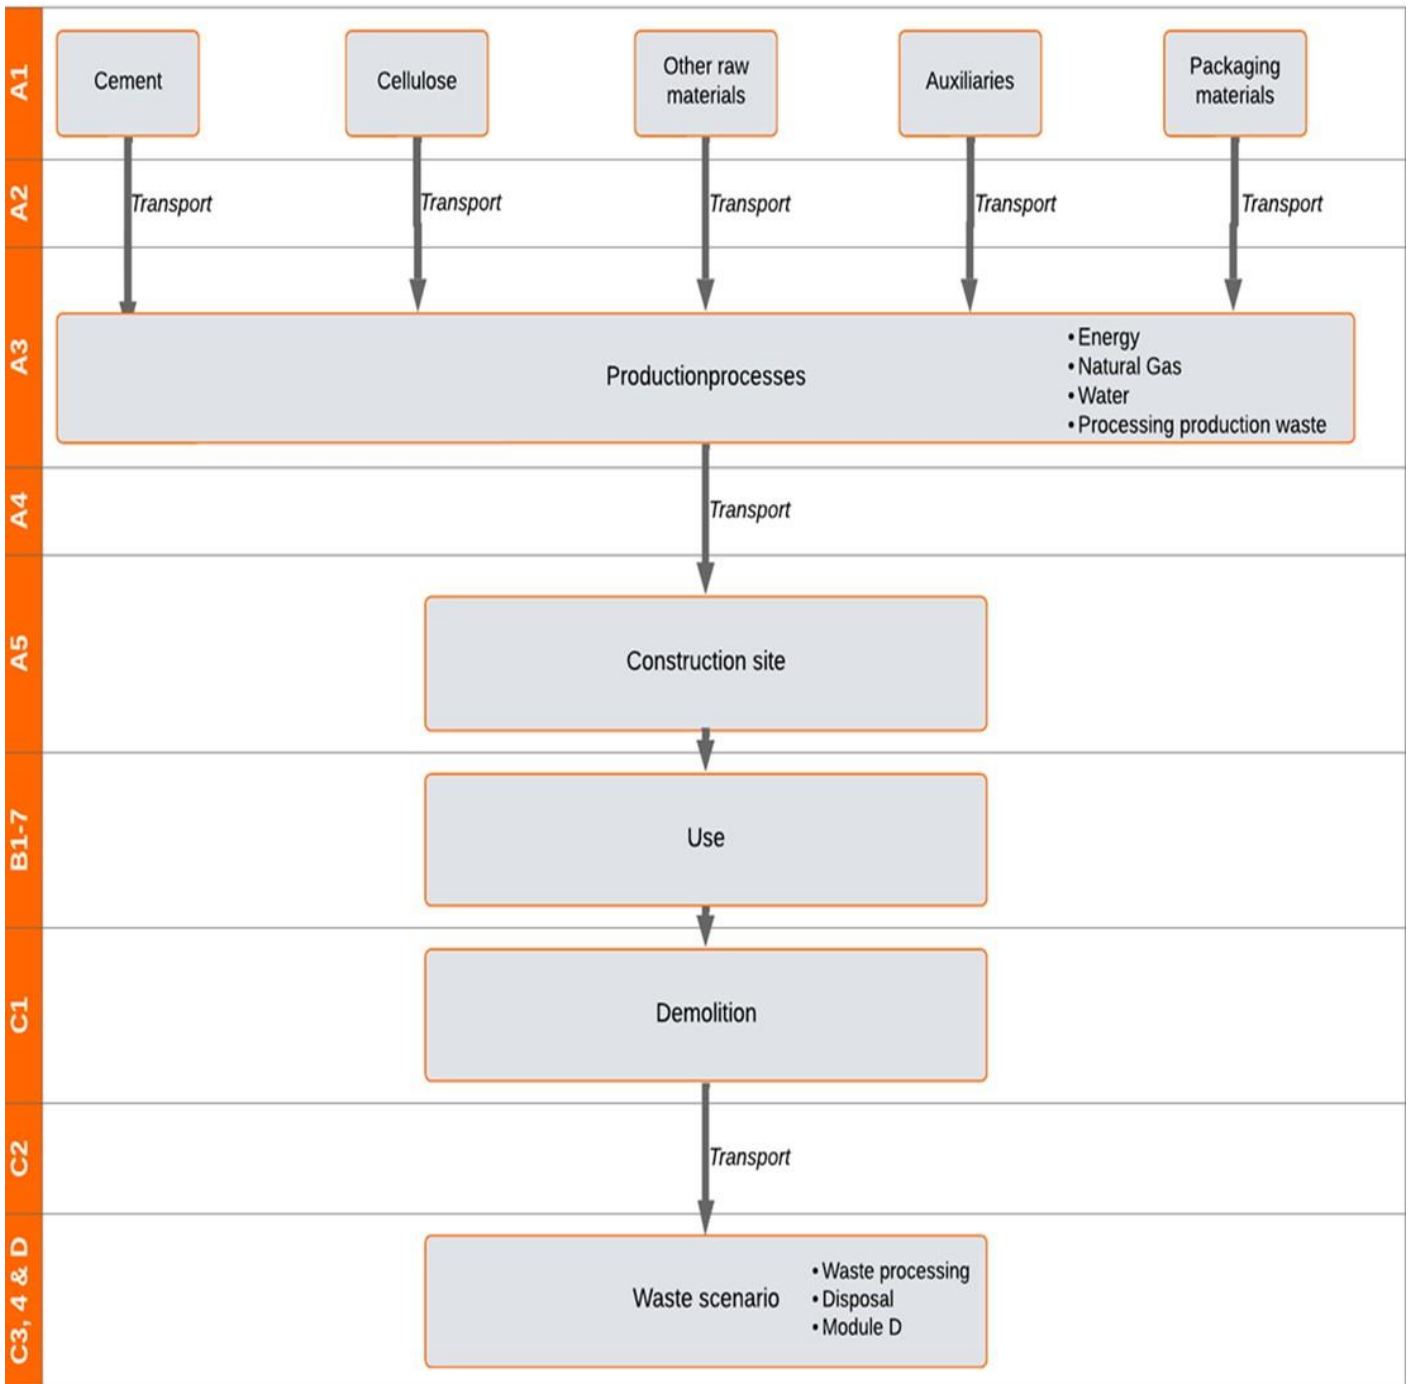 A1
Cement
Cellulose
Other raw
materials
Auxiliaries
Packaging
materials
A2
Transport
Transport
Transport
Transport
Transport
A3
Productionprocesses
• Energy
• Natural Gas
• Water
• Processing production waste
A4
Transport
A5
Construction site
B1-7
Use
C1
Demolition
C2
Transport
C3, 4 & D
Waste scenario
• Waste processing
• Disposal
• Module D